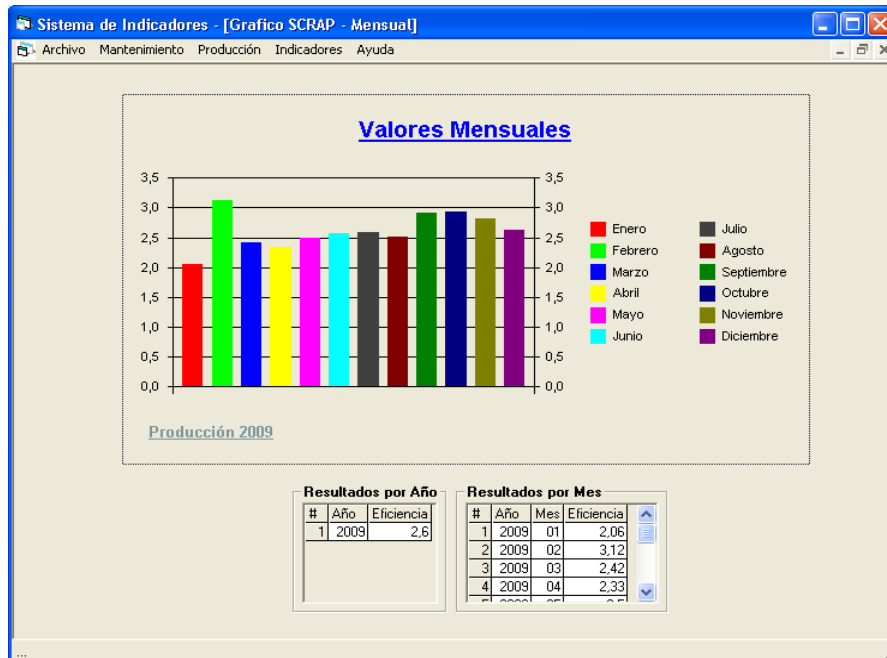 Sistema de Indicadores - [Grafico SCRAP - Mensual]
Archivo Mantenimiento Producción Indicadores Ayuda
Valores Mensuales
3,5 3,5
3,0 3,0
2,5 2,5
2,0 2,0
1,5 1,5
1,0 1,0
0,5 0,5
0,0 0,0
Enero Julio
Febrero Agosto
Marzo Septiembre
Abril Octubre
Mayo Noviembre
Junio Diciembre
Producción 2009
Resultados por Año
# Año Eficiencia
1 2009 2,6
Resultados por Mes
# Año Mes Eficiencia
1 2009 01 2,06
2 2009 02 3,12
3 2009 03 2,42
4 2009 04 2,33
...